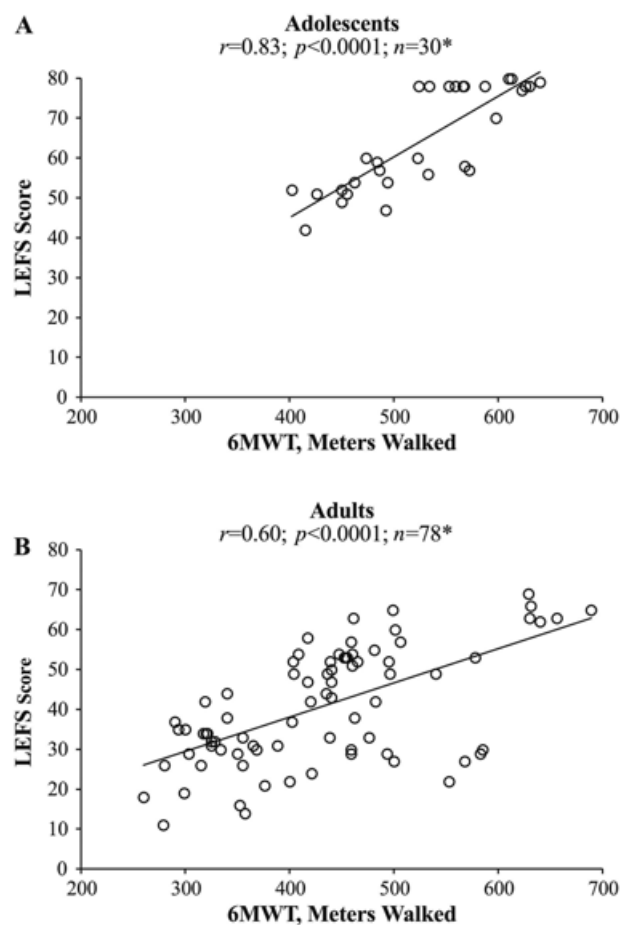 A
Adolescents
r=0.83; p<0.0001; n=30*
80
70
60
50
40
30
20
10
0
LEFS Score
200 300 400 500 600 700
6MWT, Meters Walked
Adults
B
r=0.60; p<0.0001; n=78*
80
70
60
50
40
30
20
10
0
LEFS Score
200 300 400 500 600 700
6MWT, Meters Walked